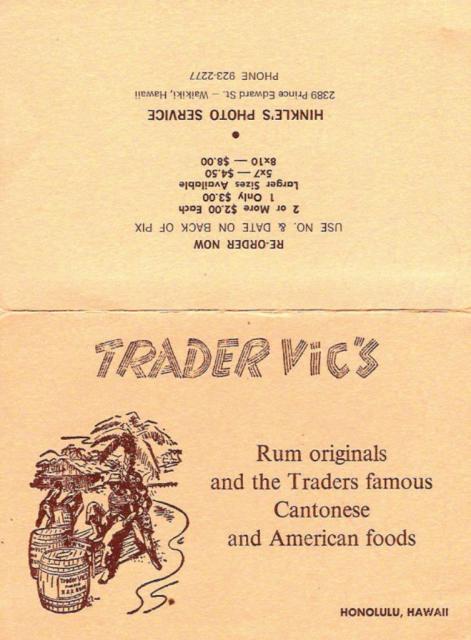 RE-ORDER NOW
USE NO. & DATE ON BACK OF PIX
2 or More $2.00 Each
1 Only $3.00
Larger Sizes Available
5x7 — $4.50
8x10 — $8.00
•
HINKLE'S PHOTO SERVICE
2389 Prince Edward St. – Waikiki, Hawaii
PHONE 923-2277
TRADER ViC'S
Rum originals
and the Traders famous
Cantonese
and American foods
Trader Vic's
HONOLULU, HAWAII